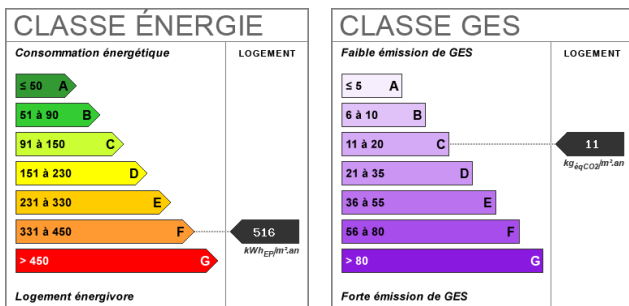 CLASSE ÉNERGIE
Consommation énergétique
LOGEMENT
≤ 50 A
51 à 90 B
91 à 150 C
151 à 230 D
231 à 330 E
331 à 450 F
516
kWhEP/m².an
> 450 G
Logement énergivore
CLASSE GES
Faible émission de GES
LOGEMENT
≤ 5 A
6 à 10 B
11 à 20 C
11
kgéqCO2/m².an
21 à 35 D
36 à 55 E
56 à 80 F
> 80 G
Forte émission de GES